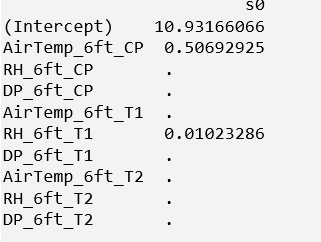 s0
(Intercept) 10.93166066
AirTemp_6ft_CP 0.50692925
RH_6ft_CP .
DP_6ft_CP .
AirTemp_6ft_T1 .
RH_6ft_T1 0.01023286
DP_6ft_T1 .
AirTemp_6ft_T2 .
RH_6ft_T2 .
DP_6ft_T2 .